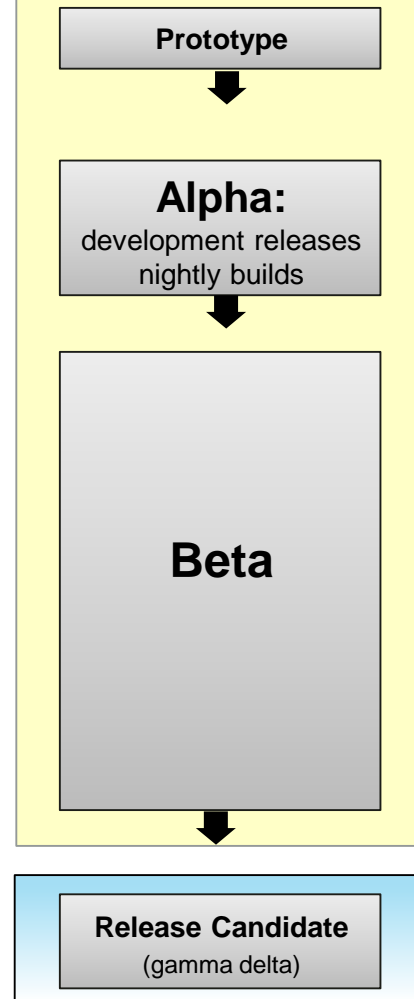 Prototype
Alpha:
development releases
nightly builds
Beta
Release Candidate
(gamma delta)